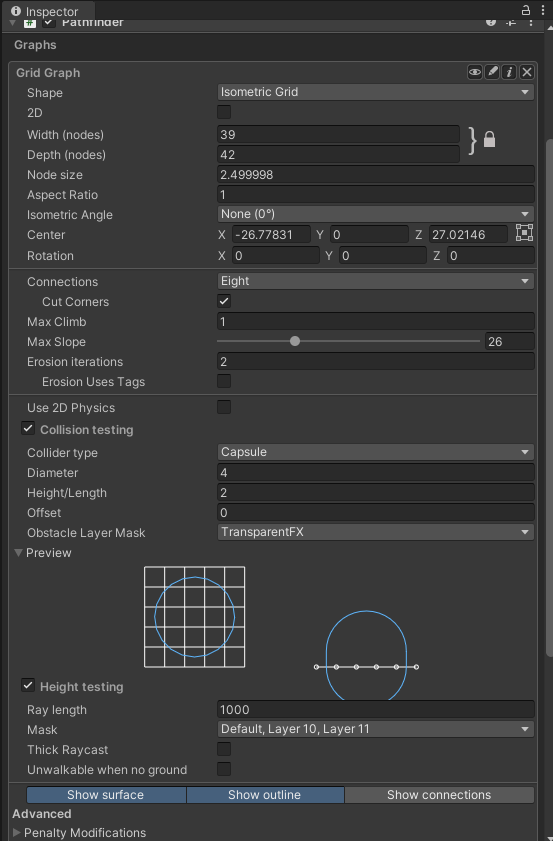 Inspector
Pathfinder
Graphs
Grid Graph
Shape Isometric Grid
2D
Width (nodes) 39
Depth (nodes) 42
Node size 2.499998
Aspect Ratio 1
Isometric Angle None (0°)
Center X -26.77831 Y 0 Z 27.02146
Rotation X 0 Y 0 Z 0
Connections Eight
Cut Corners
Max Climb 1
Max Slope 26
Erosion iterations 2
Erosion Uses Tags
Use 2D Physics
Collision testing
Collider type Capsule
Diameter 4
Height/Length 2
Offset 0
Obstacle Layer Mask TransparentFX
Preview
Height testing
Ray length 1000
Mask Default, Layer 10, Layer 11
Thick Raycast
Unwalkable when no ground
Show surface Show outline Show connections
Advanced
Penalty Modifications